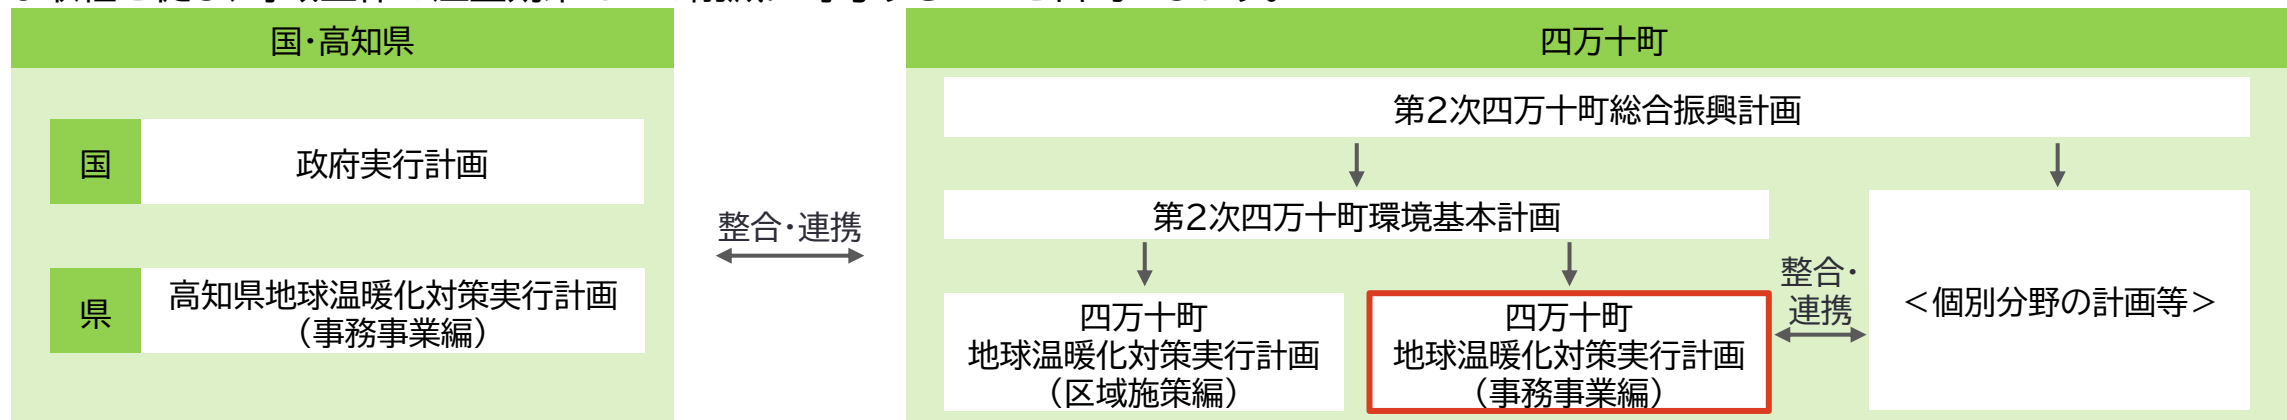 国・高知県
国
政府実行計画
県
高知県地球温暖化対策実行計画
（事務事業編）
整合・連携
四万十町
第2次四万十町総合振興計画
第2次四万十町環境基本計画
四万十町
地球温暖化対策実行計画
（区域施策編）
四万十町
地球温暖化対策実行計画
（事務事業編）
整合・
連携
＜個別分野の計画等＞